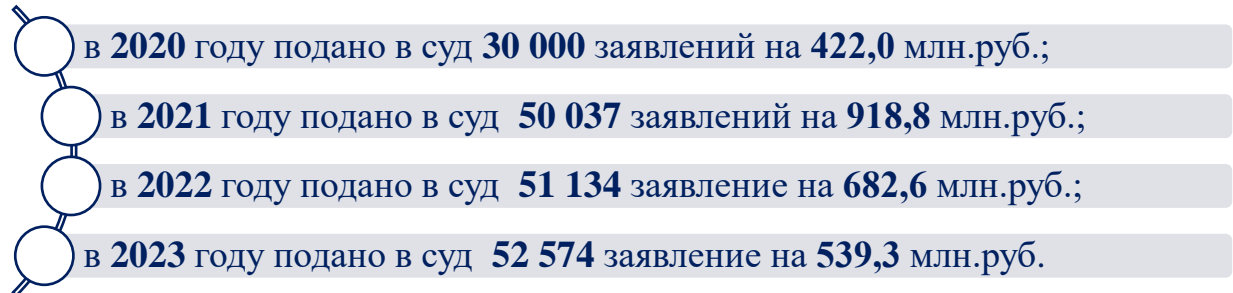 в 2020 году подано в суд 30 000 заявлений на 422,0 млн.руб.;
в 2021 году подано в суд 50 037 заявлений на 918,8 млн.руб.;
в 2022 году подано в суд 51 134 заявление на 682,6 млн.руб.;
в 2023 году подано в суд 52 574 заявление на 539,3 млн.руб.